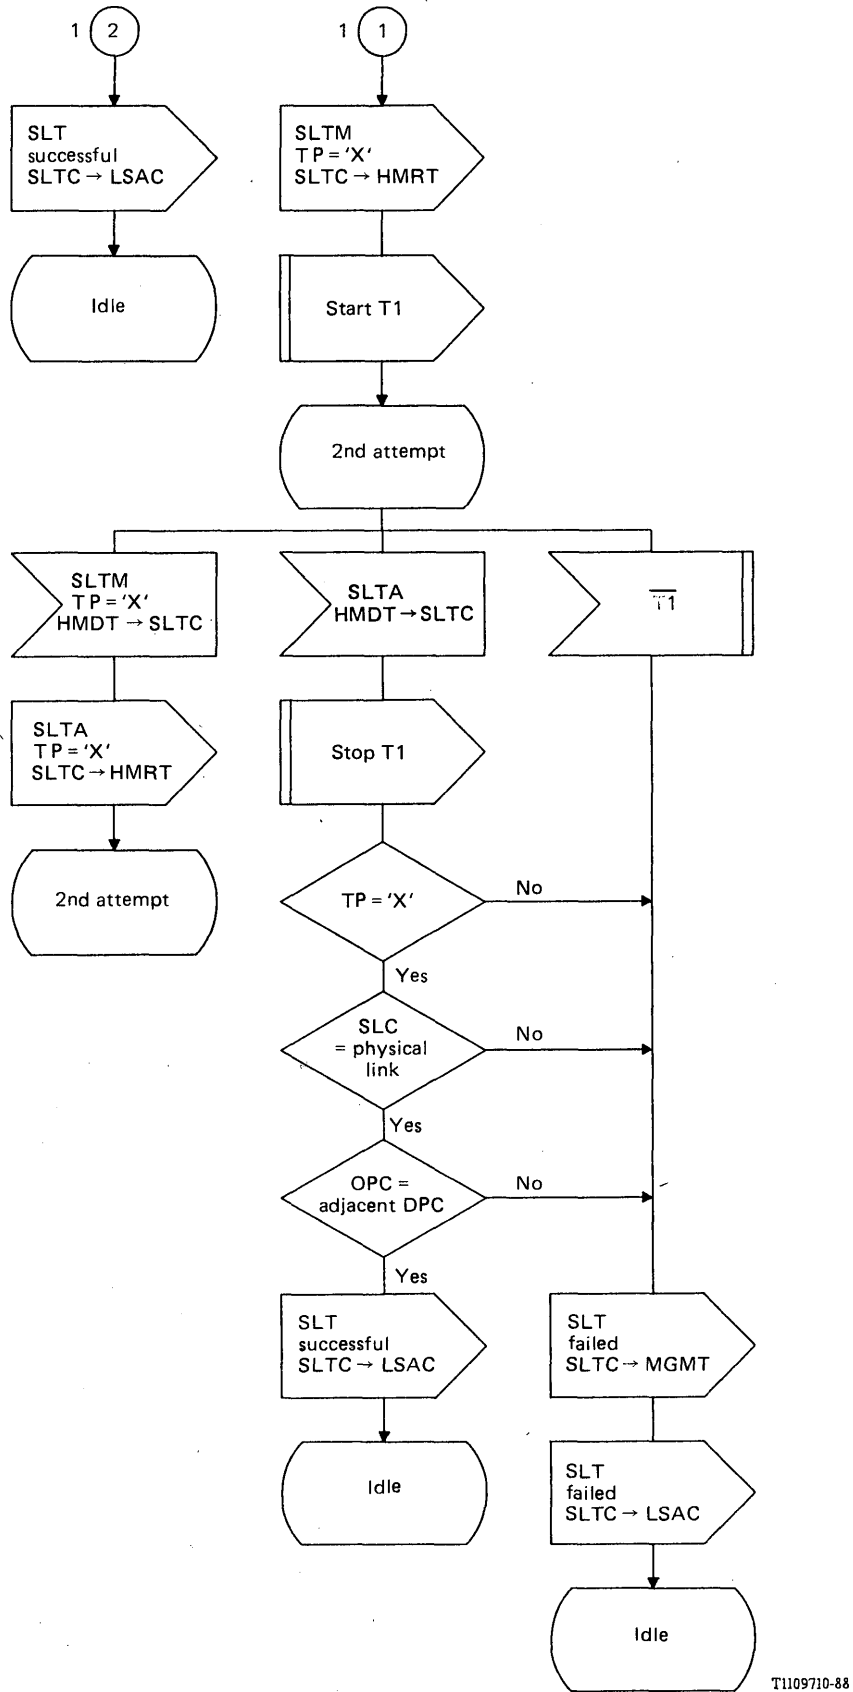 1 2
SLT
successful
SLTC → LSAC
Idle
1 1
SLTM
TP = 'X'
SLTC → HMRT
Start T1
2nd attempt
SLTM
TP = 'X'
HMDT → SLTC
SLTA
TP = 'X'
SLTC → HMRT
2nd attempt
SLTA
HMDT → SLTC
Stop T1
TP = 'X'
No
Yes
SLC
= physical
link
No
Yes
OPC =
adjacent DPC
No
Yes
SLT
successful
SLTC → LSAC
Idle
T1
SLT
failed
SLTC → MGMT
SLT
failed
SLTC → LSAC
Idle
T1109710-88